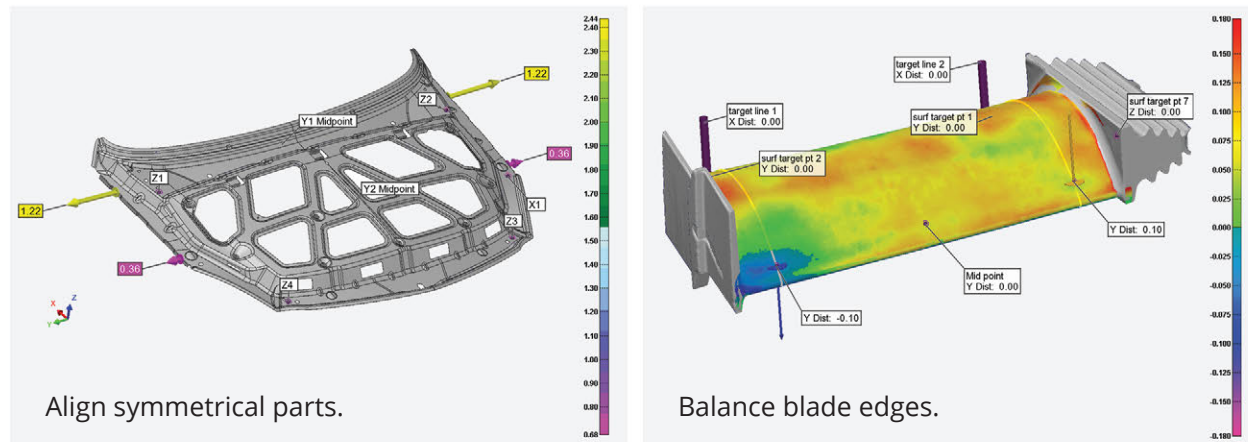 2.44
2.40
2.30
2.20
2.10
2.00
1.90
1.80
1.70
1.60
1.50
1.40
1.30
1.20
1.10
1.00
0.90
0.80
0.68
1.22
Z2
Y1 Midpoint
0.36
Z1
Y2 Midpoint
1.22
X1
Z3
0.36
Z4
X
Z
Y
Align symmetrical parts.
0.180
0.150
0.125
0.100
0.075
0.050
0.025
0.000
-0.025
-0.050
-0.075
-0.100
-0.125
-0.150
-0.180
target line 2
X Dist: 0.00
target line 1
X Dist: 0.00
surf target pt 1
Y Dist: 0.00
surf target pt 7
Z Dist: 0.00
surf target pt 2
Y Dist: 0.00
Y Dist: 0.10
Mid point
Y Dist: 0.00
Y Dist: -0.10
Balance blade edges.